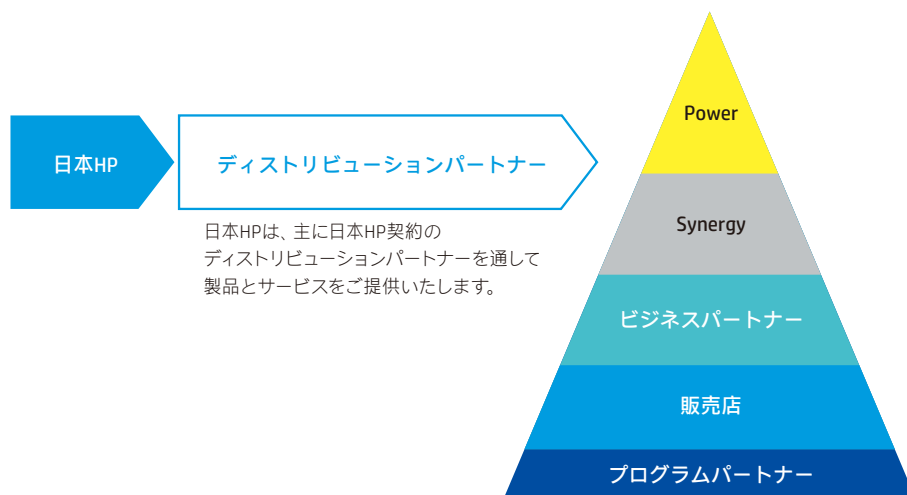 日本HP
ディストリビューションパートナー
日本HPは、主に日本HP契約の
ディストリビューションパートナーを通して
製品とサービスをご提供いたします。
Power
Synergy
ビジネスパートナー
販売店
プログラムパートナー